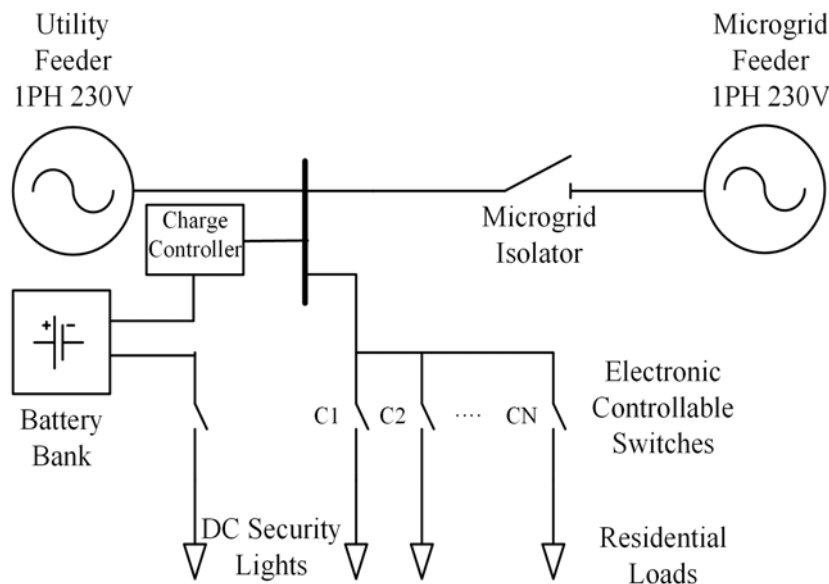 Utility
Feeder
1PH 230V
Microgrid
Feeder
1PH 230V
Charge
Controller
Microgrid
Isolator
+ -
Battery
Bank
C1
C2
....
CN
Electronic
Controllable
Switches
DC Security
Lights
Residential
Loads